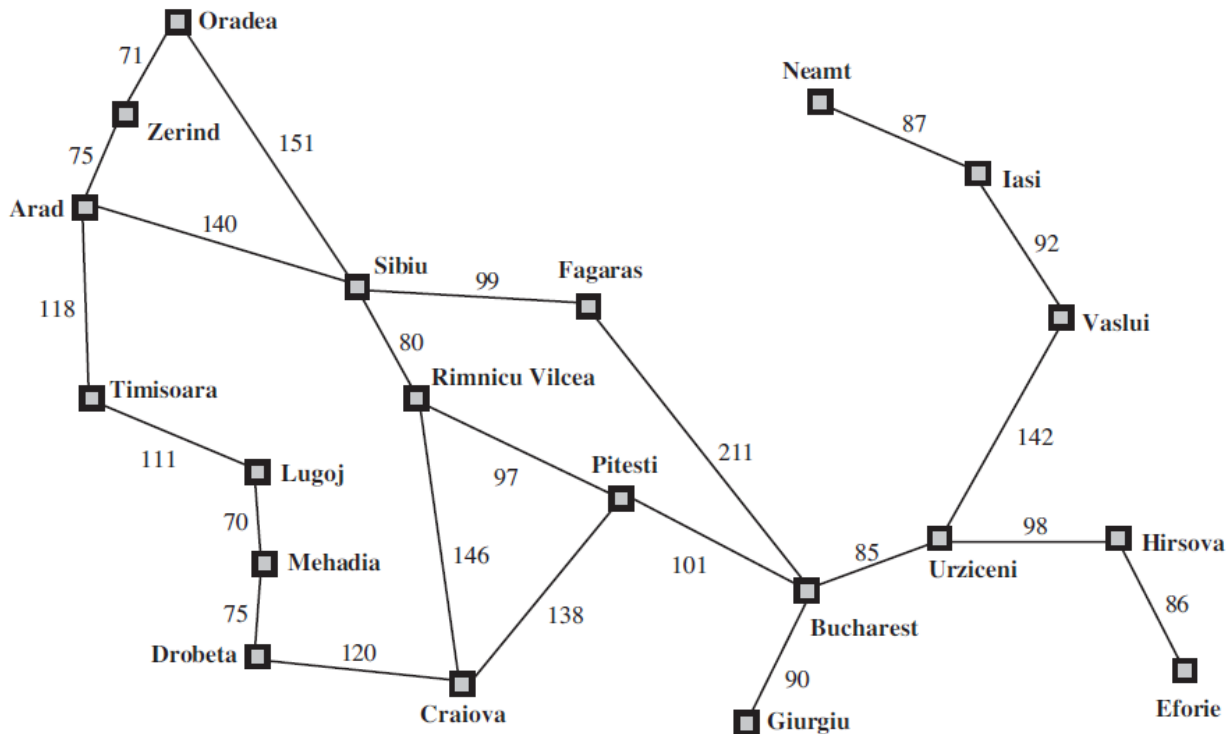 Oradea
71
Neamt
87
Zerind
151
75
Iasi
Arad
140
92
Sibiu
Fagaras
99
118
Vaslui
80
Rimnicu Vilcea
Timisoara
142
211
111
Lugoj
97
Pitesti
70
98
Hirsova
146
85
Mehadia
101
Urziceni
86
75
138
Bucharest
Drobeta
120
90
Craiova
Giurgiu
Eforie